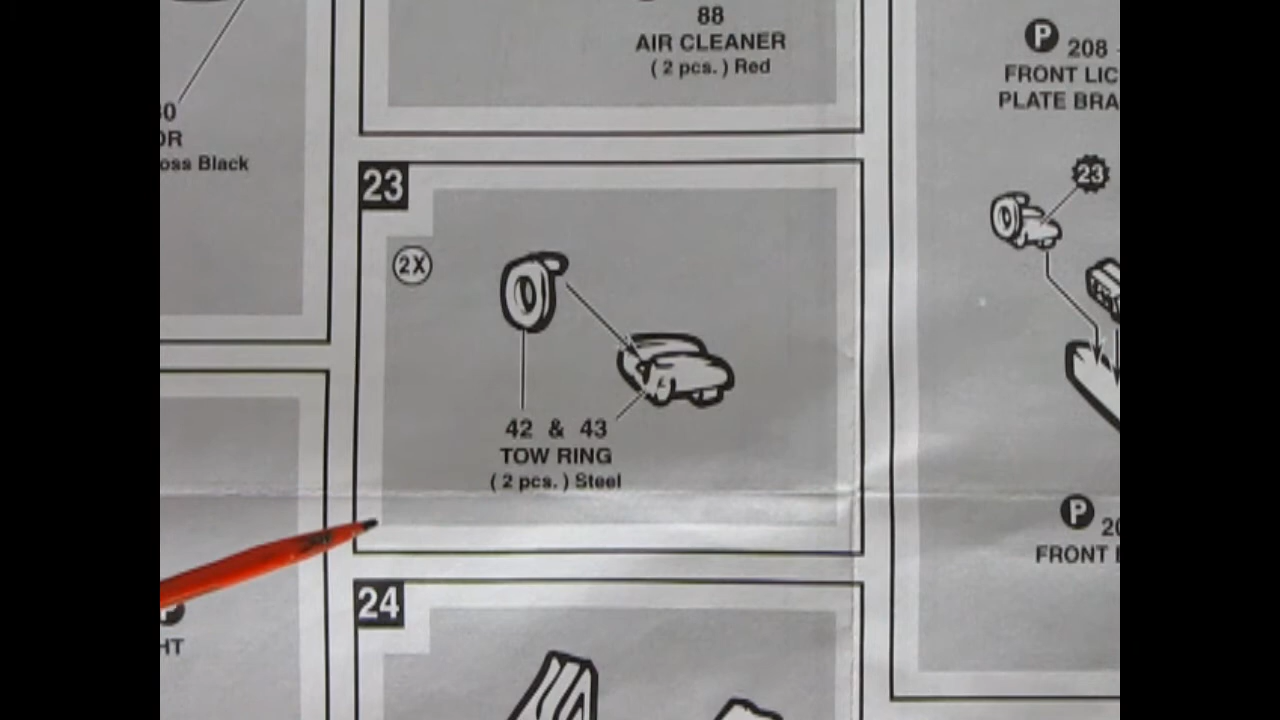 88
AIR CLEANER
( 2 pcs. ) Red
oss Black
23
2X
42 & 43
TOW RING
( 2 pcs. ) Steel
24
P 208
FRONT LIC
PLATE BRA
23
P 20
FRONT
P
HT